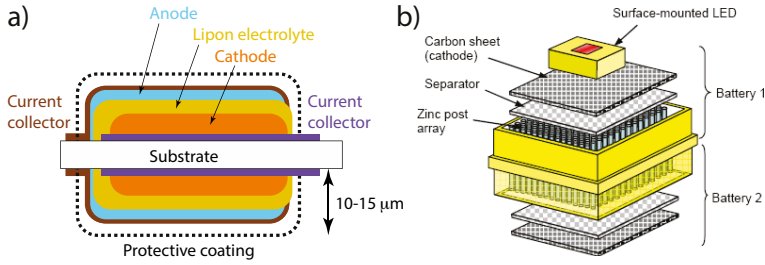 a)
Anode
Lipon electrolyte
Cathode
Current
collector
Current
collector
Substrate
10-15 μm
Protective coating
b)
Surface-mounted LED
Carbon sheet
(cathode)
Separator
Zinc post
array
Battery 1
Battery 2